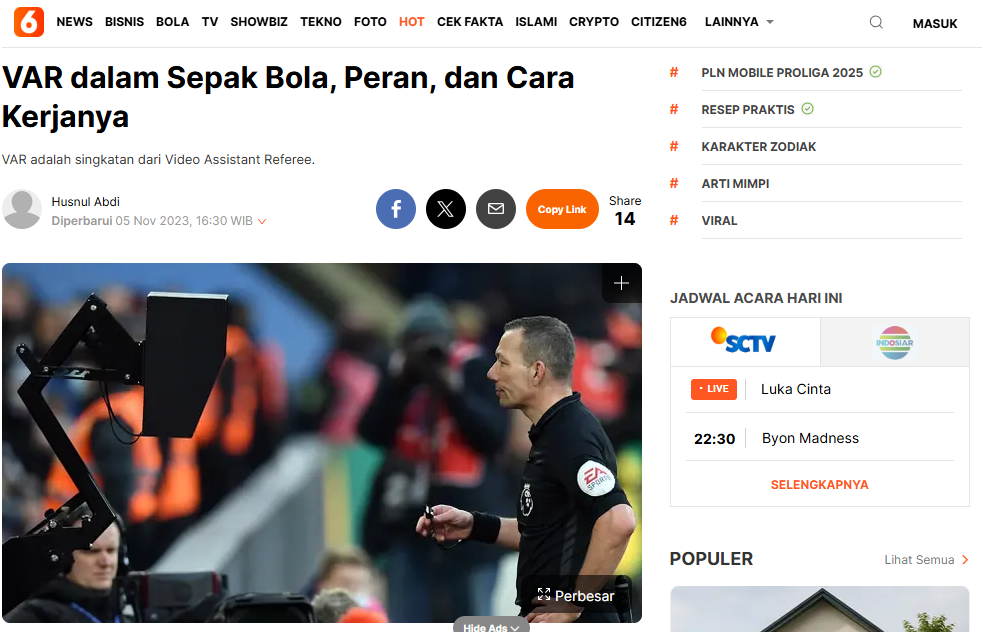 6 NEWS BISNIS BOLA TV SHOWBIZ TEKNO FOTO HOT CEK FAKTA ISLAMI CRYPTO CITIZEN6 LAINNYA MASUK
VAR dalam Sepak Bola, Peran, dan Cara
Kerjanya
VAR adalah singkatan dari Video Assistant Referee.
Husnul Abdi
Diperbarui 05 Nov 2023, 16:30 WIB
f X Copy Link
Share
14
EA
SPORTS
Perbesar
Hide Ads
# PLN MOBILE PROLIGA 2025
# RESEP PRAKTIS
# KARAKTER ZODIAK
# ARTI MIMPI
# VIRAL
JADWAL ACARA HARI INI
SCTV INDOSIAR
LIVE Luka Cinta
22:30 Byon Madness
SELENGKAPNYA
POPULER Lihat Semua